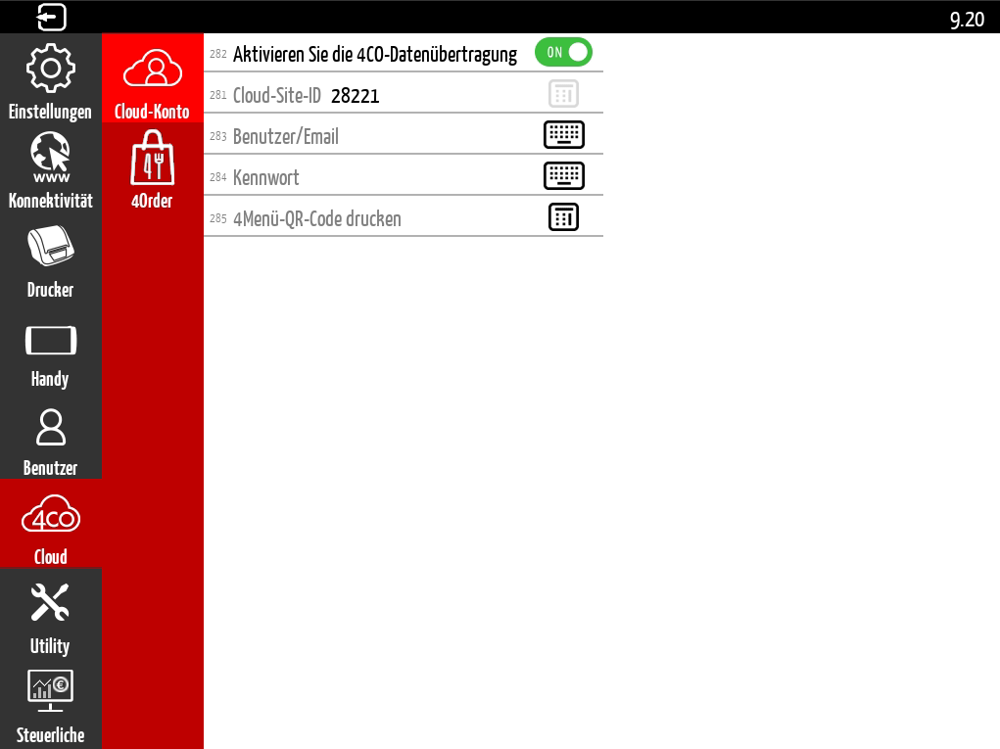 9.20
Einstellungen
WWW
Konnektivität
Drucker
Handy
Benutzer
4CO
Cloud
Utility
€
Steuerliche
Cloud-Konto
4
4Order
282 Aktivieren Sie die 4CO-Datenübertragung ON
281 Cloud-Site-ID 28221
283 Benutzer/Email
284 Kennwort
285 4Menü-QR-Code drucken